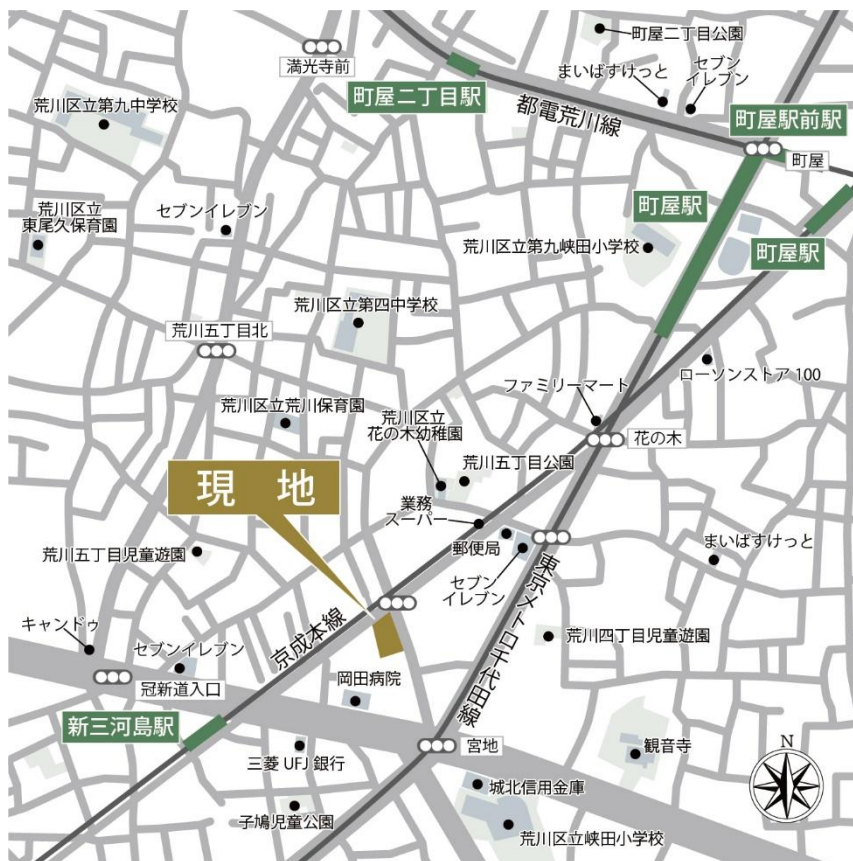 町屋二丁目公園
満光寺前
まいばすけっと
セブン
イレブン
町屋二丁目駅
都電荒川線
町屋駅前駅
町屋
荒川区立第九中学校
町屋駅
町屋駅
荒川区立
東尾久保育園
セブンイレブン
荒川区立第九峡田小学校
荒川区立第四中学校
荒川五丁目北
ローソンストア 100
ファミリーマート
荒川区立荒川保育園
荒川区立
花の木幼稚園
花の木
荒川五丁目公園
現 地
業務
スーパー
郵便局
セブン
イレブン
荒川五丁目児童遊園
まいばすけっと
東京メトロ千代田線
京成本線
キャンドゥ
セブンイレブン
荒川四丁目児童遊園
冠新道入口
岡田病院
新三河島駅
宮地
観音寺
N
三菱 UFJ 銀行
城北信用金庫
子鳩児童公園
荒川区立峡田小学校